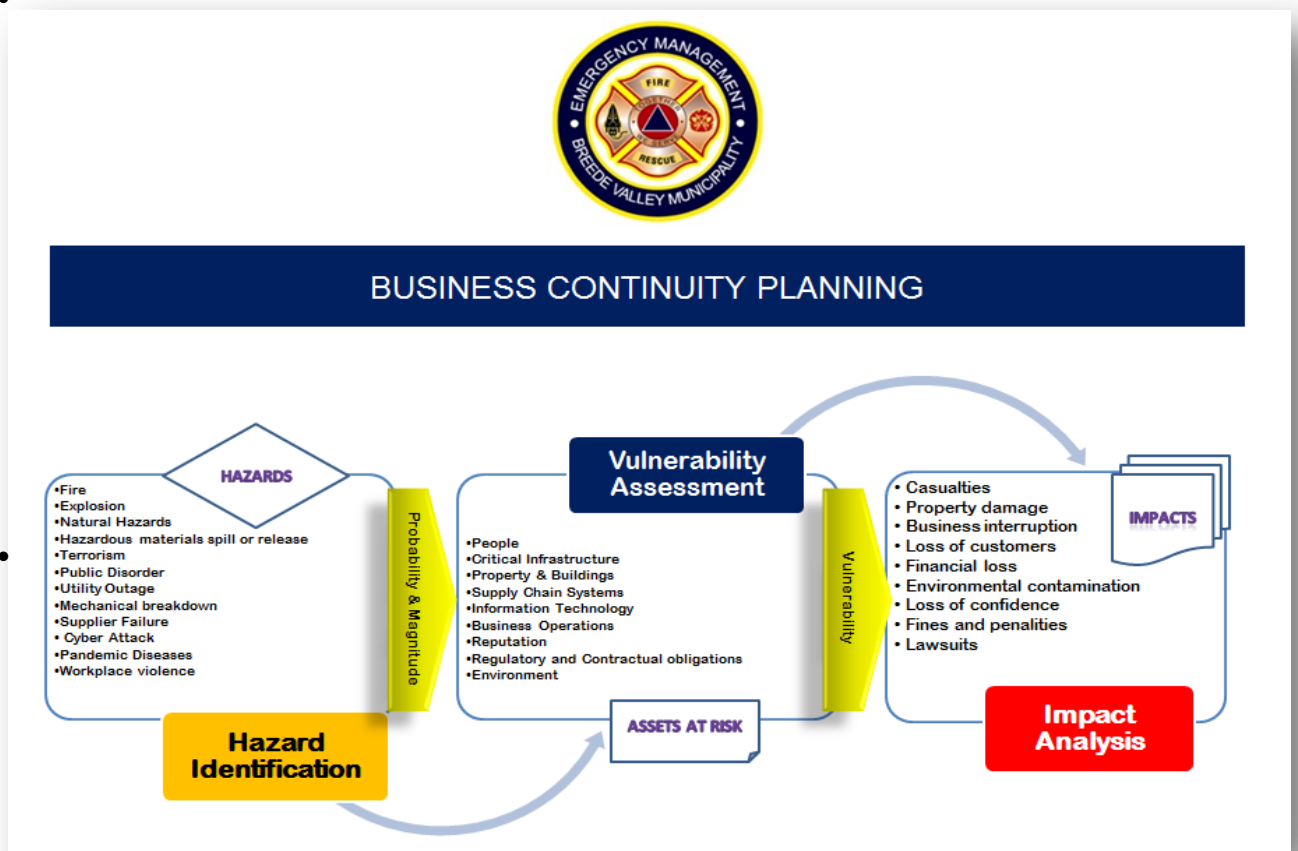 EMERGENCY MANAGEMENT
FIRE
TOGETHER
WE SERVE
RESCUE
BREEDE VALLEY MUNICIPALITY
BUSINESS CONTINUITY PLANNING
HAZARDS
•Fire
•Explosion
•Natural Hazards
•Hazardous materials spill or release
•Terrorism
•Public Disorder
•Utility Outage
•Mechanical breakdown
•Supplier Failure
• Cyber Attack
•Pandemic Diseases
•Workplace violence
Hazard
Identification
Probability & Magnitude
Vulnerability
Assessment
•People
•Critical Infrastructure
•Property & Buildings
•Supply Chain Systems
•Information Technology
•Business Operations
•Reputation
•Regulatory and Contractual obligations
•Environment
ASSETS AT RISK
Vulnerability
IMPACTS
• Casualties
• Property damage
• Business interruption
• Loss of customers
• Financial loss
• Environmental contamination
• Loss of confidence
• Fines and penalities
• Lawsuits
Impact
Analysis